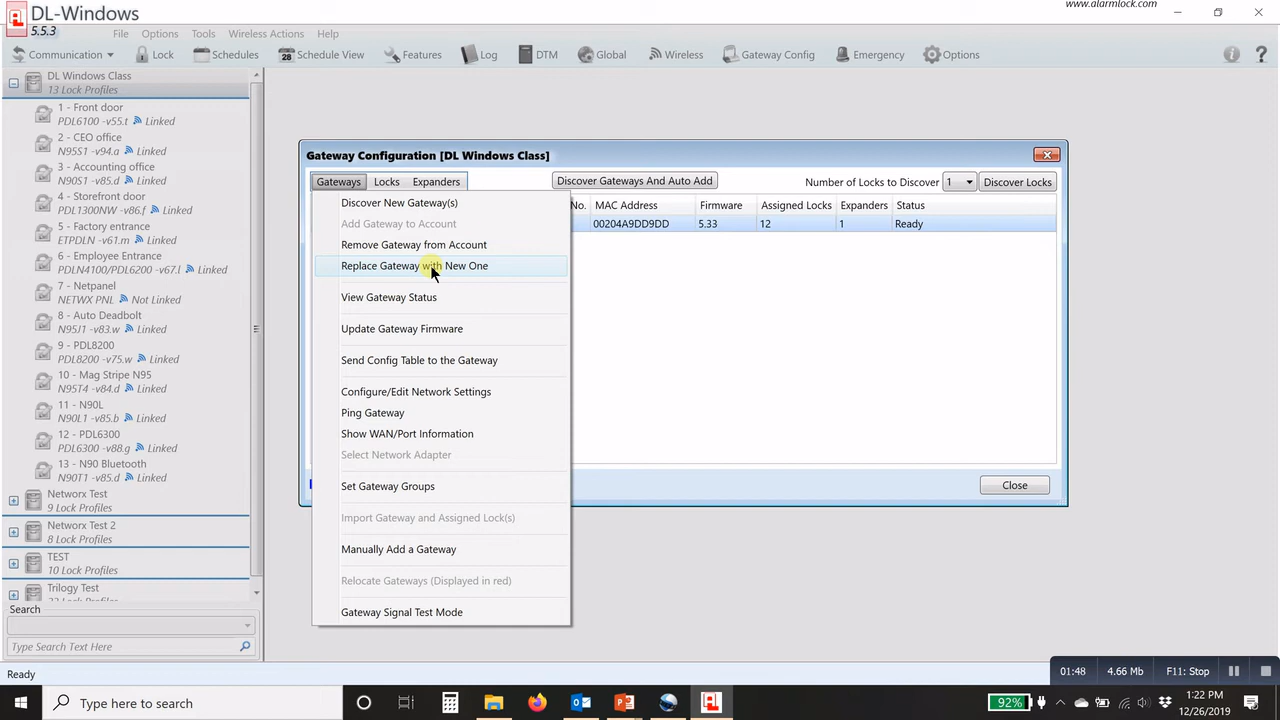 DL-Windows
www.alarmlock.com
5.5.3
File Options Tools Wireless Actions Help
Communication Lock Schedules 28 Schedule View Features Log DTM Global Wireless Gateway Config Emergency Options
DL Windows Class
13 Lock Profiles
1 - Front door
PDL6100 -v55.t Linked
2 - CEO office
N95S1 -v94.a Linked
3 - Accounting office
N90S1 -v85.d Linked
4 - Storefront door
PDL1300NW -v86.f Linked
5 - Factory entrance
ETPDLN -v61.m Linked
6 - Employee Entrance
PDLN4100/PDL6200 -v67.l Linked
7 - Netpanel
NETWX PNL Not Linked
8 - Auto Deadbolt
N95J1 -v83.w Linked
9 - PDL8200
PDL8200 -v75.w Linked
10 - Mag Stripe N95
N95T4 -v84.d Linked
11 - N90L
N90L1 -v85.b Linked
12 - PDL6300
PDL6300 -v88.g Linked
13 - N90 Bluetooth
N90T1 -v85.d Linked
Networx Test
9 Lock Profiles
Networx Test 2
8 Lock Profiles
TEST
10 Lock Profiles
Trilogy Test
Search
Type Search Text Here
Ready
Gateway Configuration [DL Windows Class]
Gateways Locks Expanders
Discover Gateways And Auto Add
Number of Locks to Discover 1 Discover Locks
No. MAC Address Firmware Assigned Locks Expanders Status
00204A9DD9DD 5.33 12 1 Ready
Discover New Gateway(s)
Add Gateway to Account
Remove Gateway from Account
Replace Gateway with New One
View Gateway Status
Update Gateway Firmware
Send Config Table to the Gateway
Configure/Edit Network Settings
Ping Gateway
Show WAN/Port Information
Select Network Adapter
Set Gateway Groups
Import Gateway and Assigned Lock(s)
Manually Add a Gateway
Relocate Gateways (Displayed in red)
Gateway Signal Test Mode
Close
01:48 4.66 Mb F11: Stop
Type here to search
92%
1:22 PM
12/26/2019